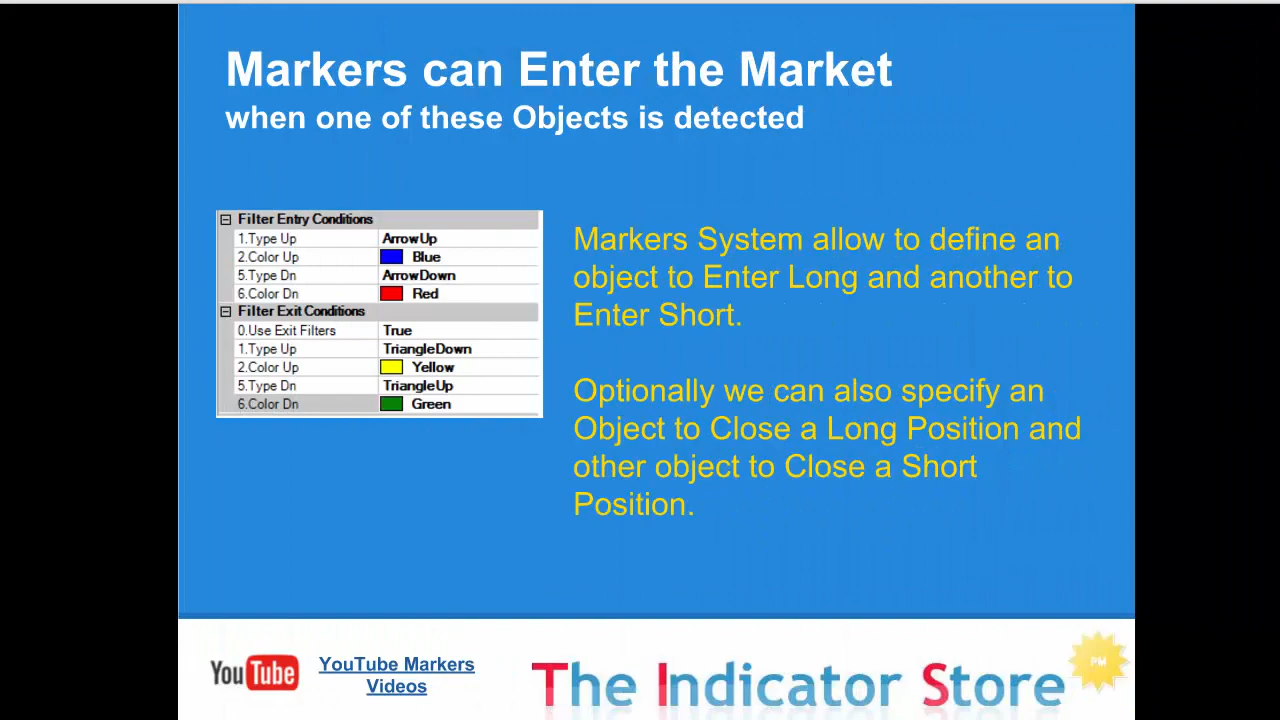 Markers can Enter the Market
when one of these Objects is detected
Filter Entry Conditions
1.Type Up ArrowUp
2.Color Up Blue
5.Type Dn ArrowDown
6.Color Dn Red
Filter Exit Conditions
0.Use Exit Filters True
1.Type Up TriangleDown
2.Color Up Yellow
5.Type Dn TriangleUp
6.Color Dn Green
Markers System allow to define an
object to Enter Long and another to
Enter Short.
Optionally we can also specify an
Object to Close a Long Position and
other object to Close a Short
Position.
YouTube
YouTube Markers
Videos
The Indicator Store
PM